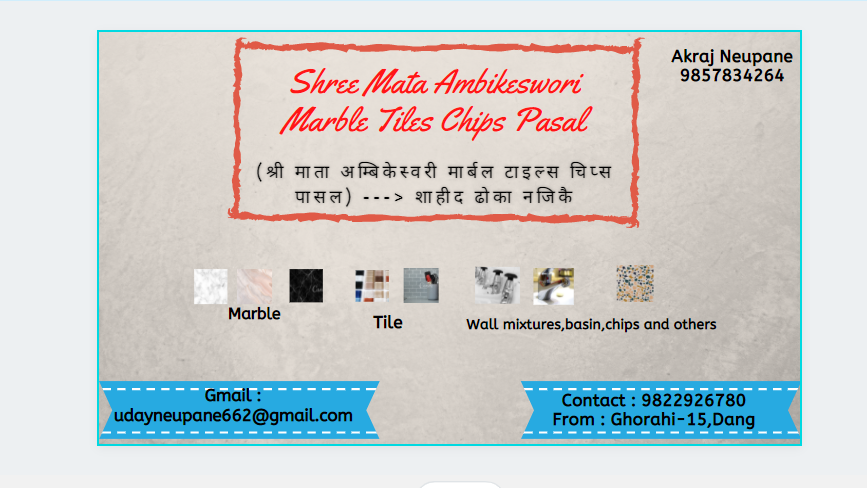 Akraj Neupane
9857834264
Shree Mata Ambikeswori
Marble Tiles Chips Pasal
(श्री माता अम्बिकेस्वरी मार्बल टाइल्स चिप्स
पासल) ---> शाहीद ढोका नजिकै
Marble
Tile
Wall mixtures,basin,chips and others
Gmail :
udayneupane662@gmail.com
Contact : 9822926780
From : Ghorahi-15,Dang